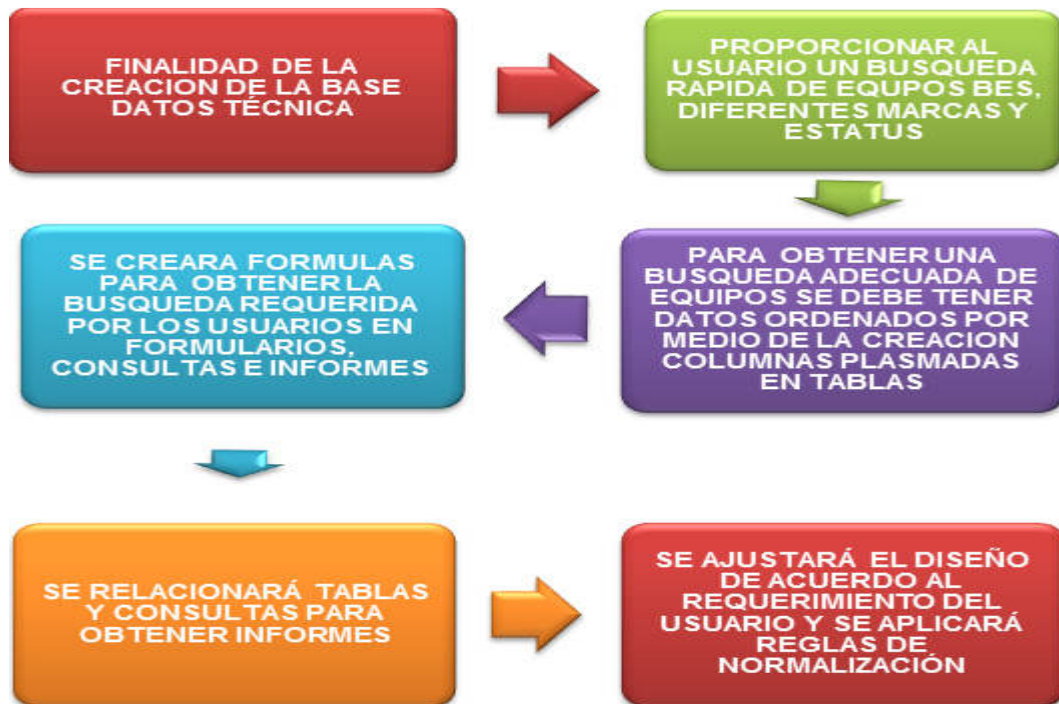 FINALIDAD DE LA
CREACION DE LA BASE
DATOS TÉCNICA
PROPORCIONAR AL
USUARIO UN BUSQUEDA
RAPIDA DE EQUPOS BES,
DIFERENTES MARCAS Y
ESTATUS
PARA OBTENER UNA
BUSQUEDA ADECUADA DE
EQUIPOS SE DEBE TENER
DATOS ORDENADOS POR
MEDIO DE LA CREACION
COLUMNAS PLASMADAS
EN TABLAS
SE CREARA FORMULAS
PARA OBTENER LA
BUSQUEDA REQUERIDA
POR LOS USUARIOS EN
FORMULARIOS,
CONSULTAS E INFORMES
SE RELACIONARÁ TABLAS
Y CONSULTAS PARA
OBTENER INFORMES
SE AJUSTARÁ EL DISEÑO
DE ACUERDO AL
REQUERIMIENTO DEL
USUARIO Y SE APLICARÁ
REGLAS DE
NORMALIZACIÓN